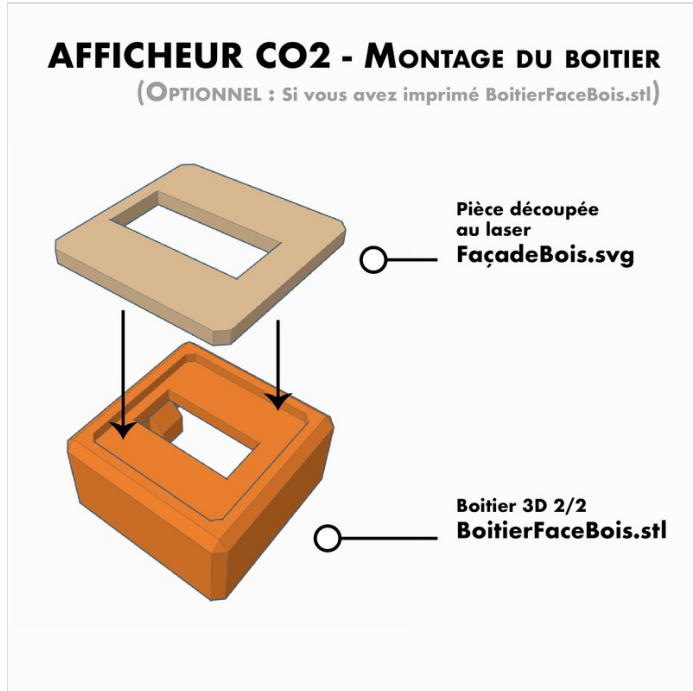 AFFICHEUR CO2 - MONTAGE DU BOITIER
(OPTIONNEL : SI VOUS AVEZ IMPRIMÉ BOITIERFACEBOIS.STL)
Pièce découpée
au laser
FaçadeBois.svg
Boitier 3D 2/2
BoitierFaceBois.stl